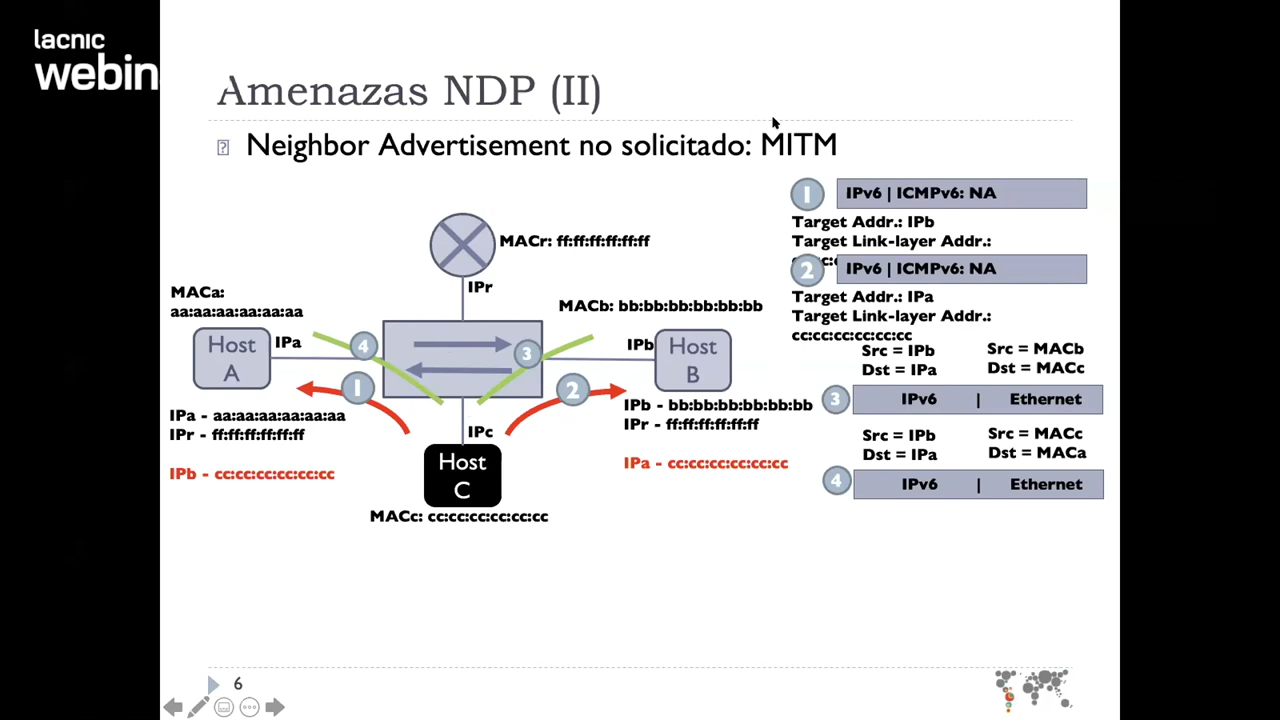 lacnic
webin
Amenazas NDP (II)
Neighbor Advertisement no solicitado: MITM
1
IPv6 | ICMPv6: NA
Target Addr.: IPb
Target Link-layer Addr.:
2
IPv6 | ICMPv6: NA
Target Addr.: IPa
Target Link-layer Addr.:
cc:cc:cc:cc:cc:cc
MACr: ff:ff:ff:ff:ff:ff
IPr
MACa:
aa:aa:aa:aa:aa:aa
MACb: bb:bb:bb:bb:bb:bb
Host
A
IPa
4
3
IPb
Host
B
1
2
IPa - aa:aa:aa:aa:aa:aa
IPr - ff:ff:ff:ff:ff:ff
IPb - cc:cc:cc:cc:cc:cc
IPc
Host
C
MACc: cc:cc:cc:cc:cc:cc
IPb - bb:bb:bb:bb:bb:bb
IPr - ff:ff:ff:ff:ff:ff
IPa - cc:cc:cc:cc:cc:cc
Src = IPb Src = MACb
Dst = IPa Dst = MACc
3
IPv6 | Ethernet
Src = IPb Src = MACc
Dst = IPa Dst = MACa
4
IPv6 | Ethernet
6